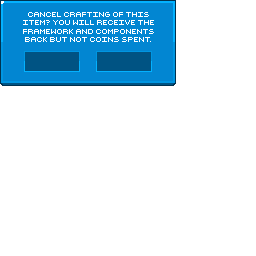 CANCEL CRAFTING OF THIS
ITEM? YOU WILL RECEIVE THE
FRAMEWORK AND COMPONENTS
BACK BUT NOT COINS SPENT.